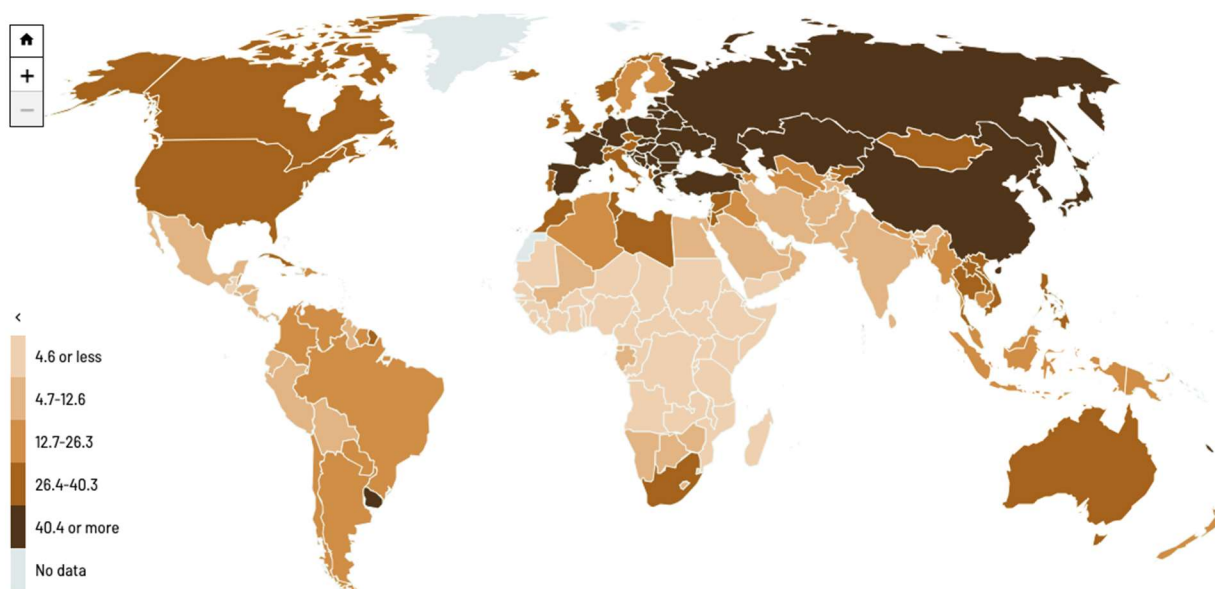 +
−
<
4.6 or less
4.7-12.6
12.7-26.3
26.4-40.3
40.4 or more
No data